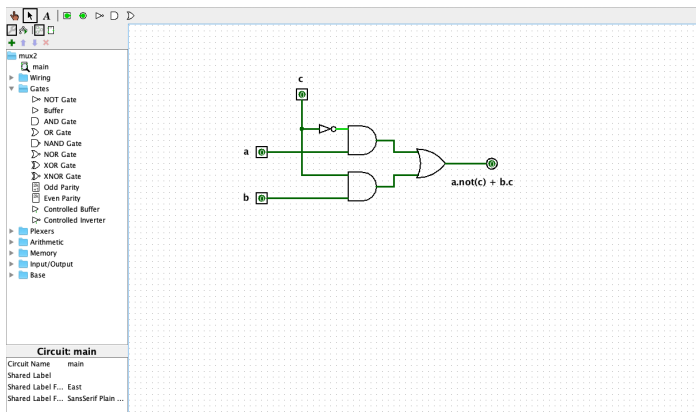 A
mux2
main
Wiring
Gates
NOT Gate
Buffer
AND Gate
OR Gate
NAND Gate
NOR Gate
XOR Gate
XNOR Gate
Odd Parity
Even Parity
Controlled Buffer
Controlled Inverter
Plexers
Arithmetic
Memory
Input/Output
Base
Circuit: main
Circuit Name main
Shared Label
Shared Label F... East
Shared Label F... SansSerif Plain ...
c
a
b
a.not(c) + b.c